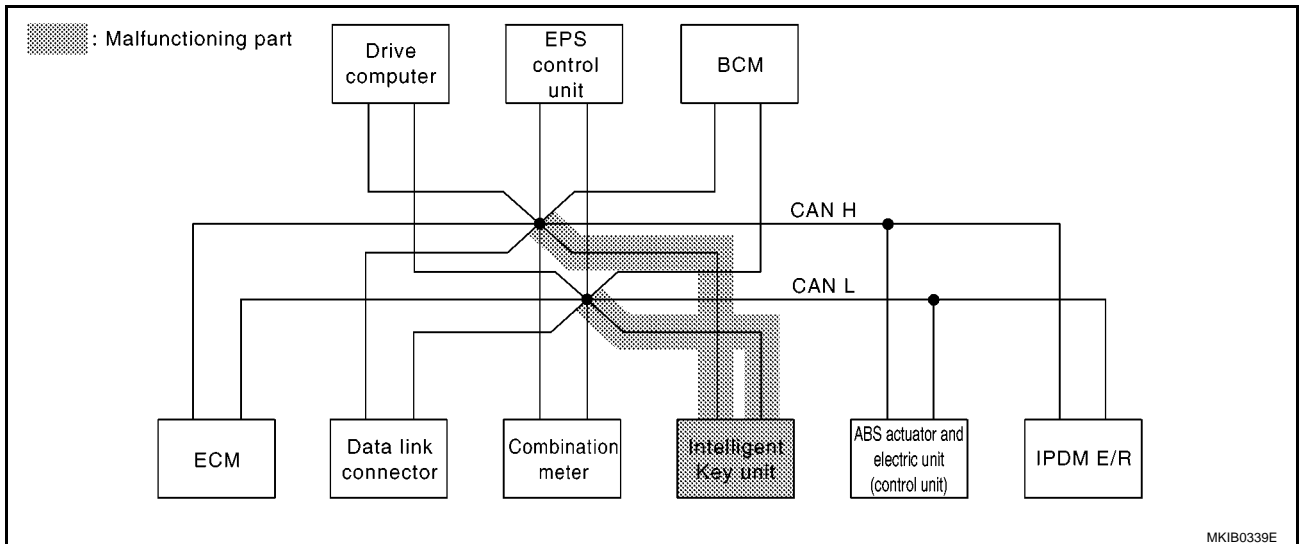 : Malfunctioning part
Drive
computer
EPS
control
unit
BCM
CAN H
CAN L
ECM
Data link
connector
Combination
meter
Intelligent
Key unit
ABS actuator and
electric unit
(control unit)
IPDM E/R
MKIB0339E